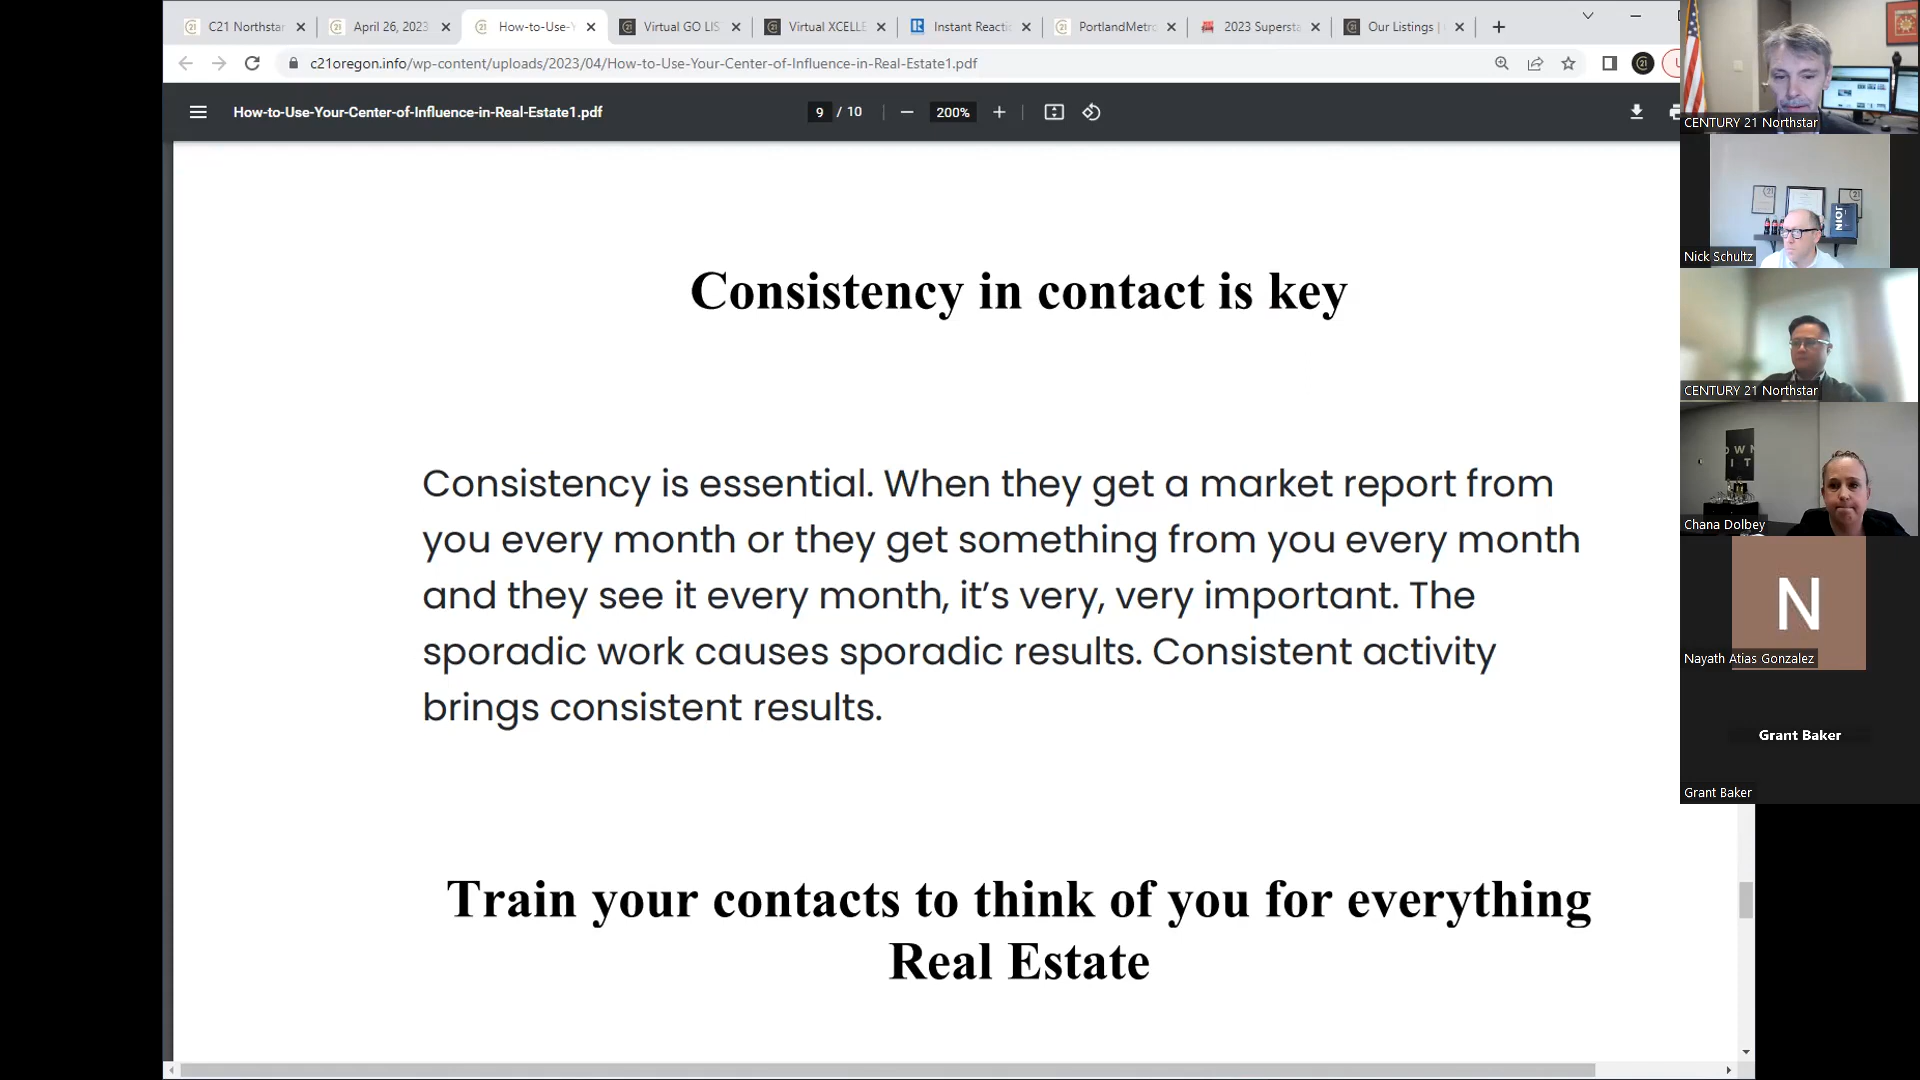 C21 Northstar
April 26, 2023
How-to-Use-Y
Virtual GO LIS
Virtual XCELLE
Instant Reactic
PortlandMetro
2023 Supersta
Our Listings |
c21oregon.info/wp-content/uploads/2023/04/How-to-Use-Your-Center-of-Influence-in-Real-Estate1.pdf
How-to-Use-Your-Center-of-Influence-in-Real-Estate1.pdf
9 / 10
200%
Consistency in contact is key
Consistency is essential. When they get a market report from
you every month or they get something from you every month
and they see it every month, it’s very, very important. The
sporadic work causes sporadic results. Consistent activity
brings consistent results.
Train your contacts to think of you for everything
Real Estate
CENTURY 21 Northstar
JOIN
Nick Schultz
CENTURY 21 Northstar
OWN
IT
Chana Dolbey
N
Nayath Atias Gonzalez
Grant Baker
Grant Baker